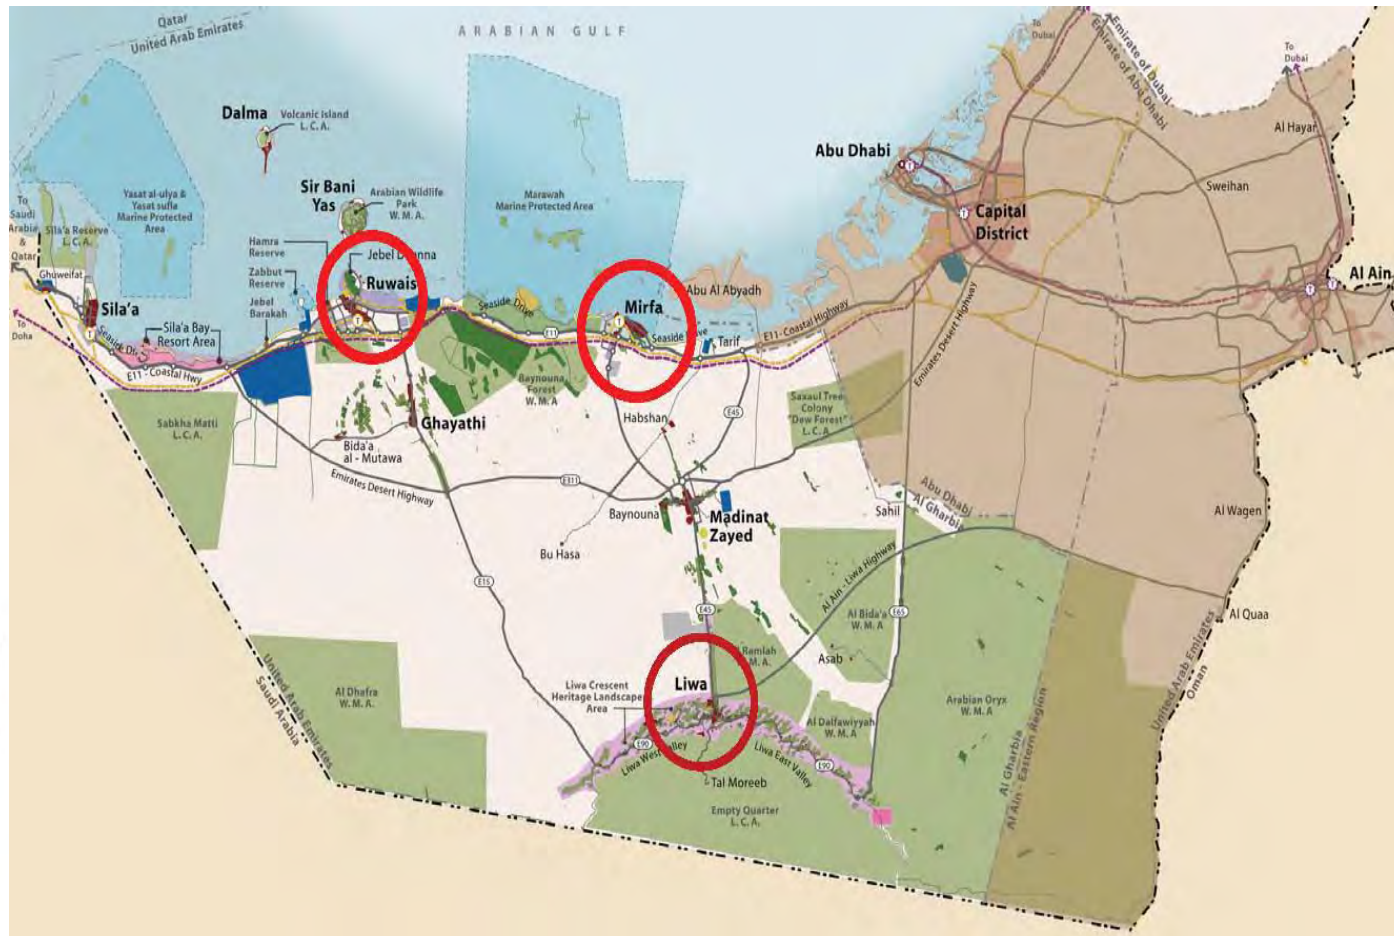 Qatar
United Arab Emirates
ARABIAN GULF
To
Dubai
Emirate of Dubai
Emirate of Abu Dhabi
To
Dubai
Al Hayar
Dalma
Volcanic Island
L. C. A.
Abu Dhabi
Sweihan
Sir Bani
Yas
Arabian Wildlife
Park
W. M. A.
Yasat al-ulya &
Yasat sufla
Marine Protected
Area
Marawah
Marine Protected Area
To
Saudi
Arabia
&
Qatar
Sila'a Reserve
L. C. A.
Capital
District
Hamra
Reserve
Jebel Dhanna
Ghuweifat
Zabbut
Reserve
Ruwais
Al Ain
Abu Al Abyadh
Sila'a
Jebel
Barakah
Seaside Drive
Mirfa
To
Doha
Sila'a Bay
Resort Area
E11
Seaside Drive
Tarif
E11-Coastal Highway
Emirates Desert Highway
Seaside Drive
E11 - Coastal Hwy
Baynouna
Forest
W. M. A
Saxaul Tree
Colony
"Dew Forest"
L. C. A.
Sabkha Matti
L. C. A.
Ghayathi
Habshan
E45
Bida'a
al - Mutawa
Emirates Desert Highway
E311
Abu Dhabi
Al Gharbia
Baynouna
Madinat
Zayed
Sahil
Al Wagen
Bu Hasa
Al Ain - Liwa Highway
E15
E45
Al Bida'a
W. M. A
E65
Al Quaa
United Arab Emirates
Saudi Arabia
Ramlah
M. A.
Asab
United Arab Emirates
Oman
Al Dhafra
W. M. A.
Liwa Crescent
Heritage Landscape
Area
Liwa
Arabian Oryx
W. M. A
Al Dalfawiyyah
W. M. A
Al Gharbia
Al Ain - Eastern Region
E90
Liwa West Valley
Liwa East Valley
E90
Tal Moreeb
Empty Quarter
L. C. A.